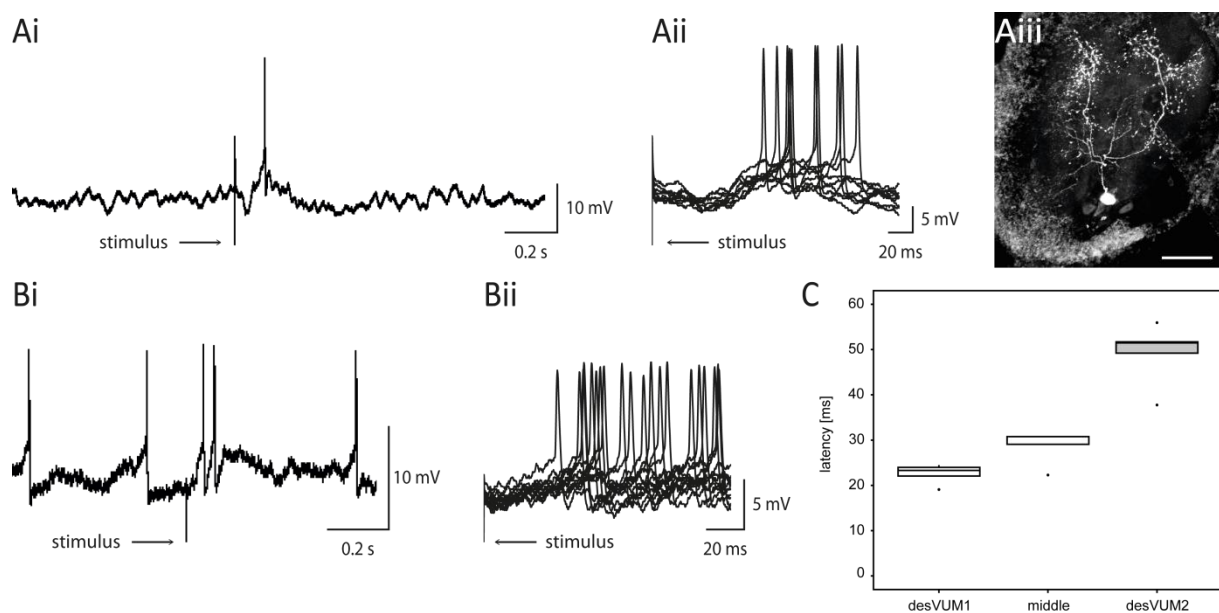 Ai
10 mV
stimulus
0.2 s
Aii
5 mV
stimulus
20 ms
Aiii
Bi
10 mV
stimulus
0.2 s
Bii
5 mV
stimulus
20 ms
C
60
50
40
30
20
10
0
latency [ms]
desVUM1 middle desVUM2